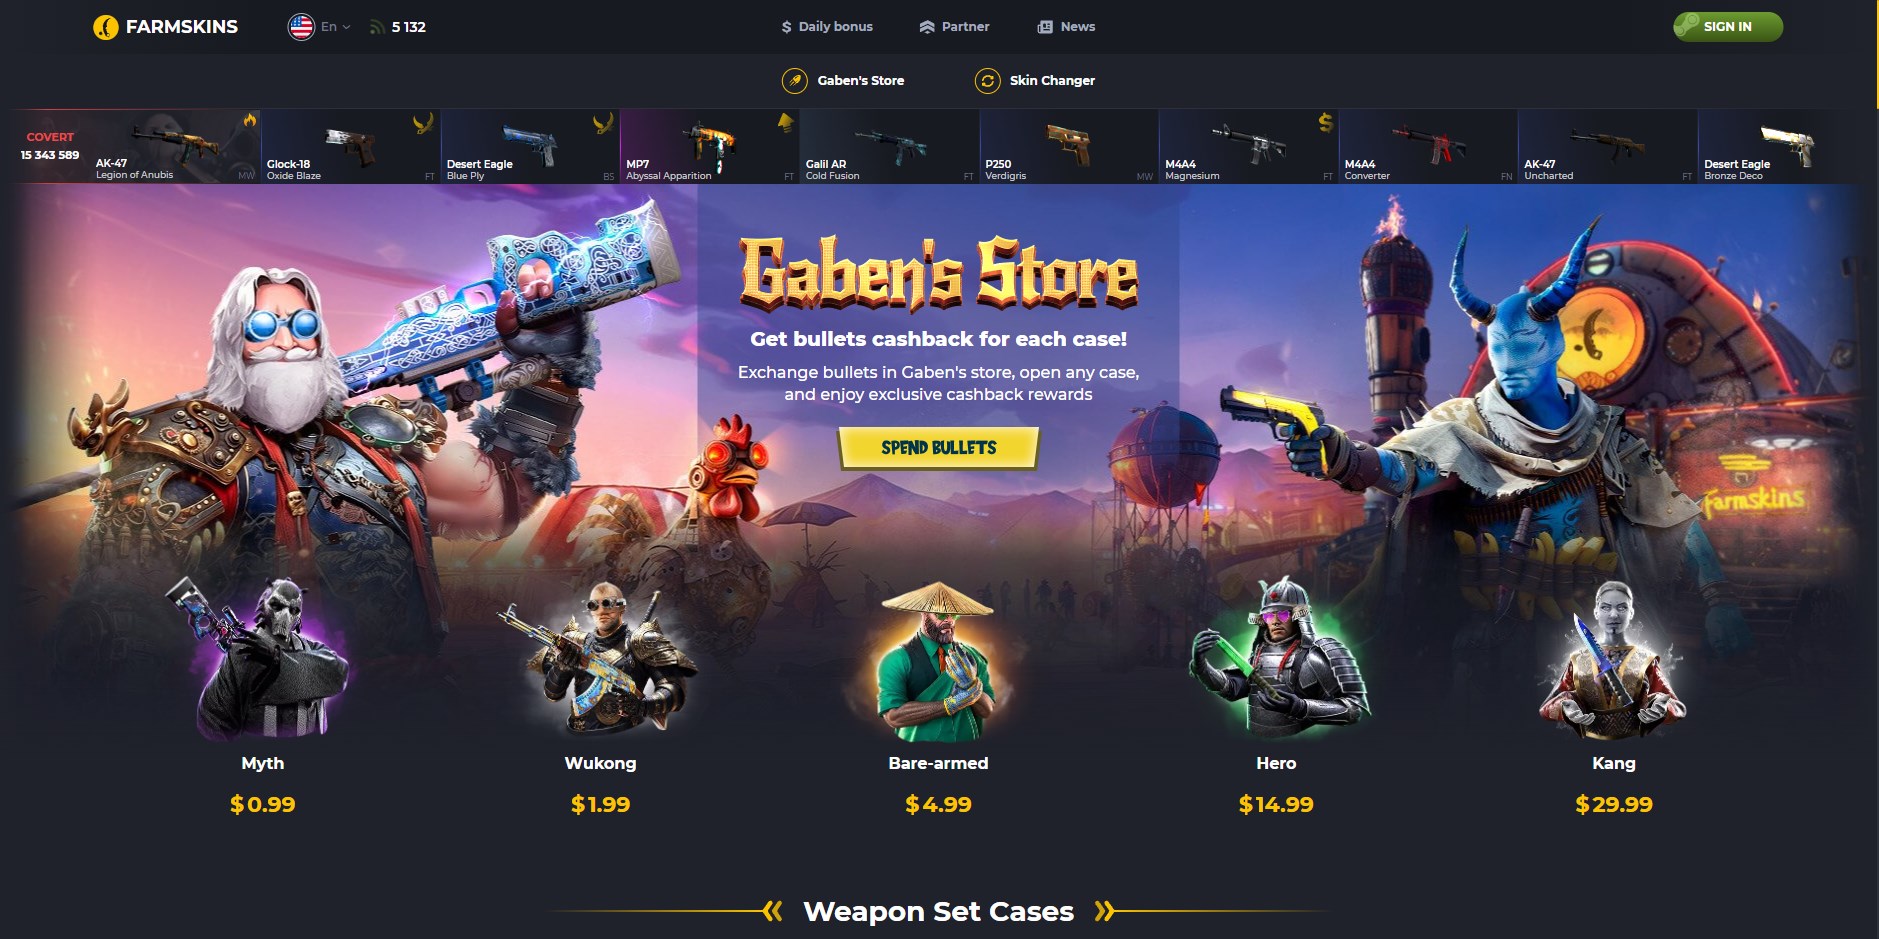 FARMSKINS
En
5 132
Daily bonus
Partner
News
SIGN IN
Gaben's Store
Skin Changer
COVERT
15 343 589
AK-47
Legion of Anubis
MW
Glock-18
Oxide Blaze
FT
Desert Eagle
Blue Ply
BS
MP7
Abyssal Apparition
FT
Galil AR
Cold Fusion
FT
P250
Verdigris
MW
M4A4
Magnesium
FT
M4A4
Converter
FN
AK-47
Uncharted
FT
Desert Eagle
Bronze Deco
Gaben's Store
Get bullets cashback for each case!
Exchange bullets in Gaben's store, open any case,
and enjoy exclusive cashback rewards
SPEND BULLETS
Farmskins
Myth
$0.99
Wukong
$1.99
Bare-armed
$4.99
Hero
$14.99
Kang
$29.99
Weapon Set Cases